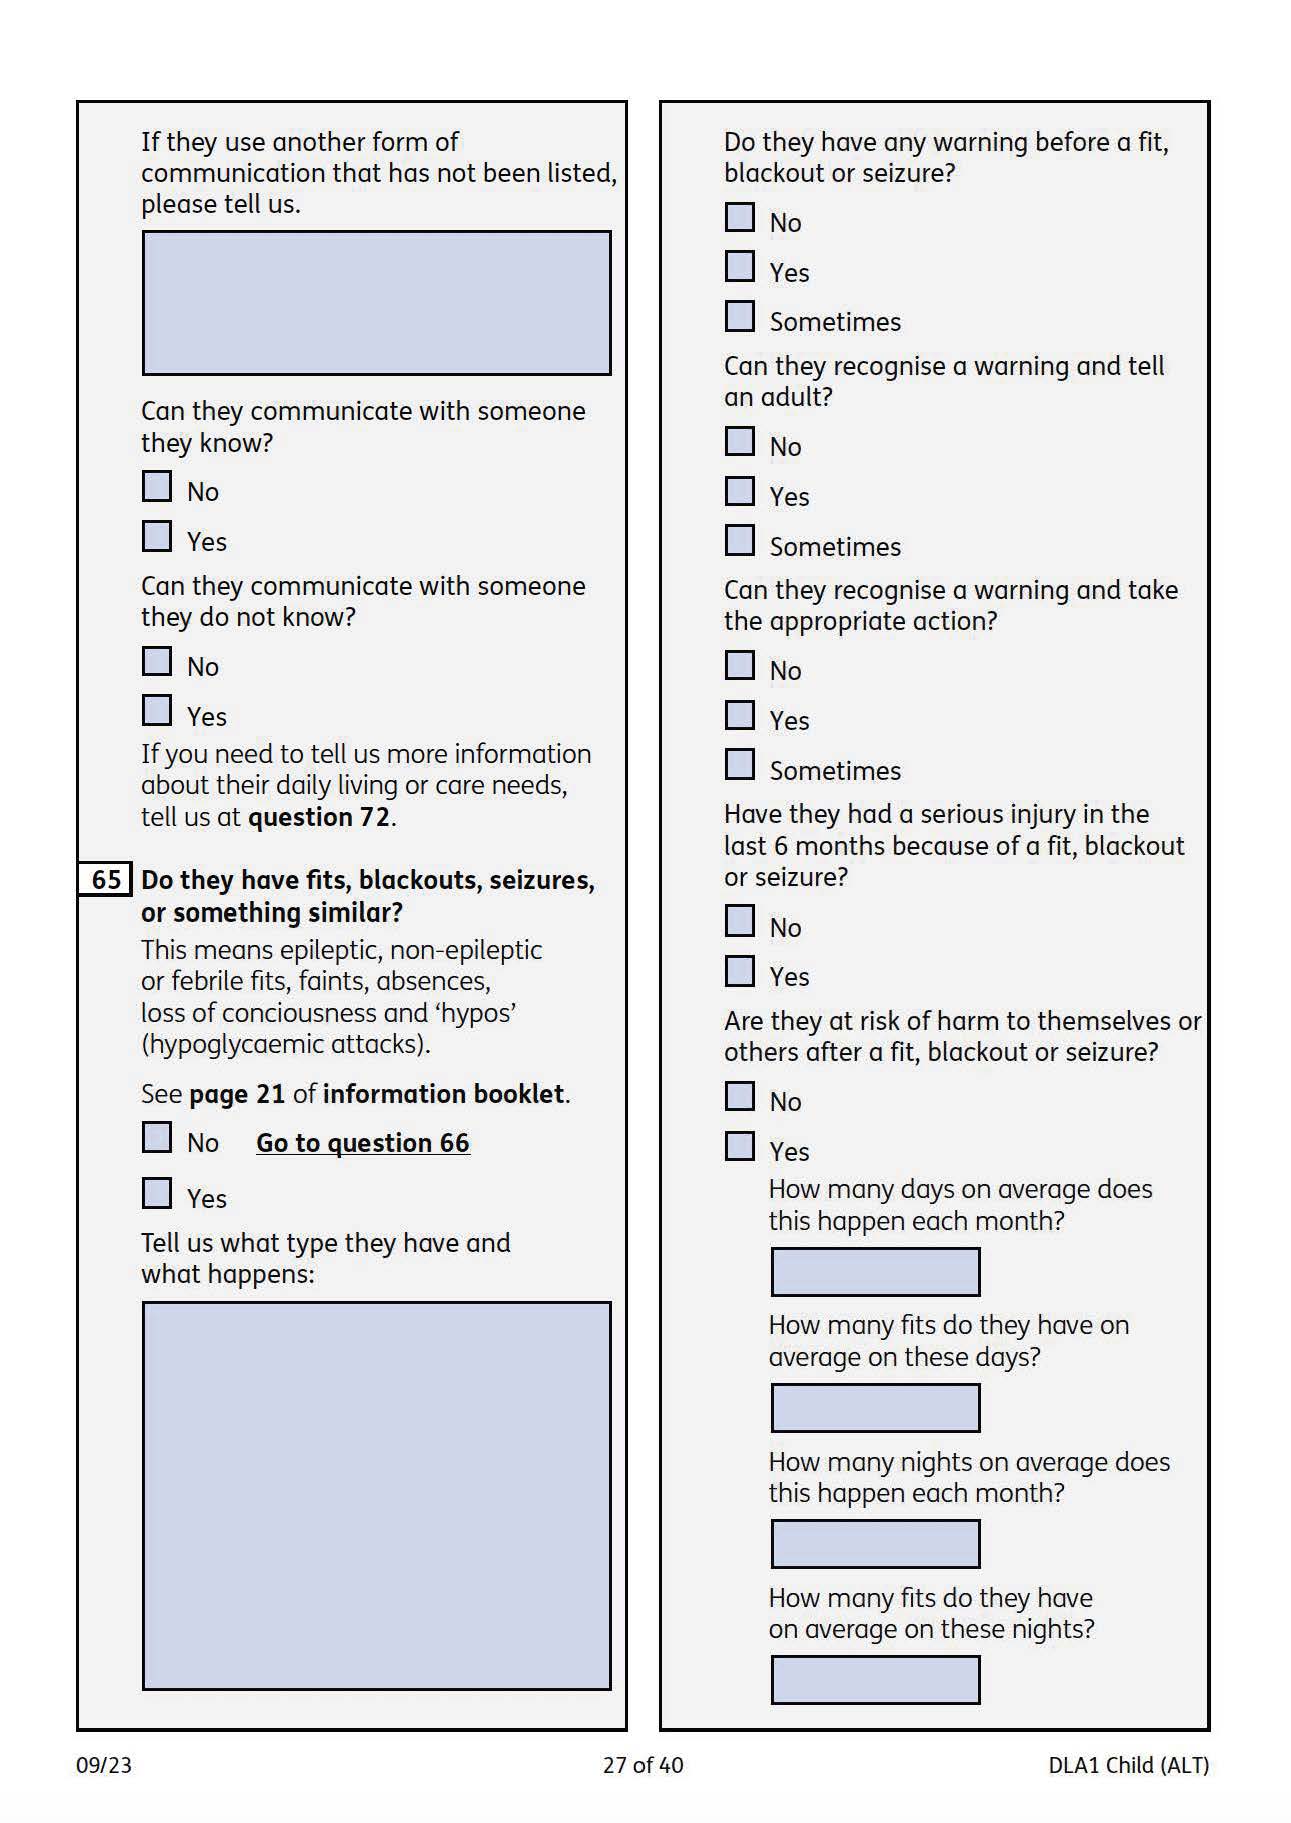 If they use another form of
communication that has not been listed,
please tell us.
Can they communicate with someone
they know?
No
Yes
Can they communicate with someone
they do not know?
No
Yes
If you need to tell us more information
about their daily living or care needs,
tell us at question 72.
65 Do they have fits, blackouts, seizures,
or something similar?
This means epileptic, non-epileptic
or febrile fits, faints, absences,
loss of conciousness and ‘hypos’
(hypoglycaemic attacks).
See page 21 of information booklet.
No Go to question 66
Yes
Tell us what type they have and
what happens:
Do they have any warning before a fit,
blackout or seizure?
No
Yes
Sometimes
Can they recognise a warning and tell
an adult?
No
Yes
Sometimes
Can they recognise a warning and take
the appropriate action?
No
Yes
Sometimes
Have they had a serious injury in the
last 6 months because of a fit, blackout
or seizure?
No
Yes
Are they at risk of harm to themselves or
others after a fit, blackout or seizure?
No
Yes
How many days on average does
this happen each month?
How many fits do they have on
average on these days?
How many nights on average does
this happen each month?
How many fits do they have
on average on these nights?
09/23 27 of 40 DLA1 Child (ALT)